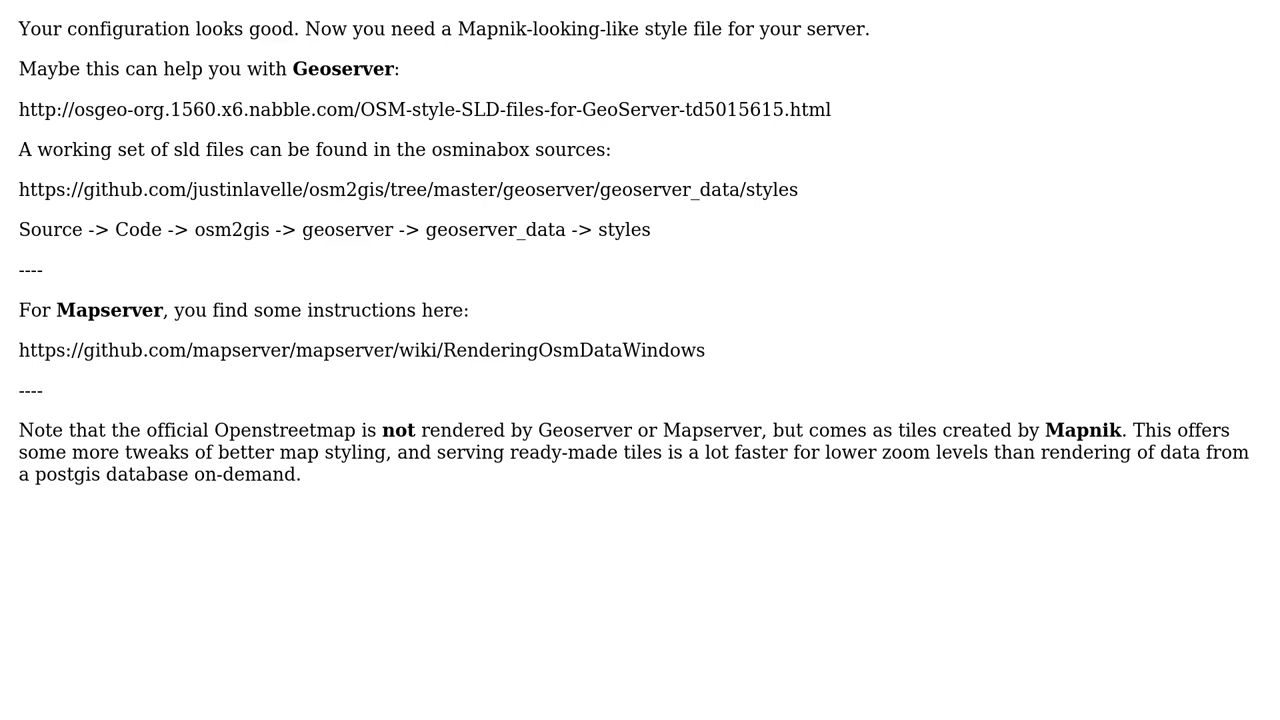 Your configuration looks good. Now you need a Mapnik-looking-like style file for your server.
Maybe this can help you with Geoserver:
http://osgeo-org.1560.x6.nabble.com/OSM-style-SLD-files-for-GeoServer-td5015615.html
A working set of sld files can be found in the osminabox sources:
https://github.com/justinlavelle/osm2gis/tree/master/geoserver/geoserver_data/styles
Source -> Code -> osm2gis -> geoserver -> geoserver_data -> styles
----
For Mapserver, you find some instructions here:
https://github.com/mapserver/mapserver/wiki/RenderingOsmDataWindows
----
Note that the official Openstreetmap is not rendered by Geoserver or Mapserver, but comes as tiles created by Mapnik. This offers
some more tweaks of better map styling, and serving ready-made tiles is a lot faster for lower zoom levels than rendering of data from
a postgis database on-demand.